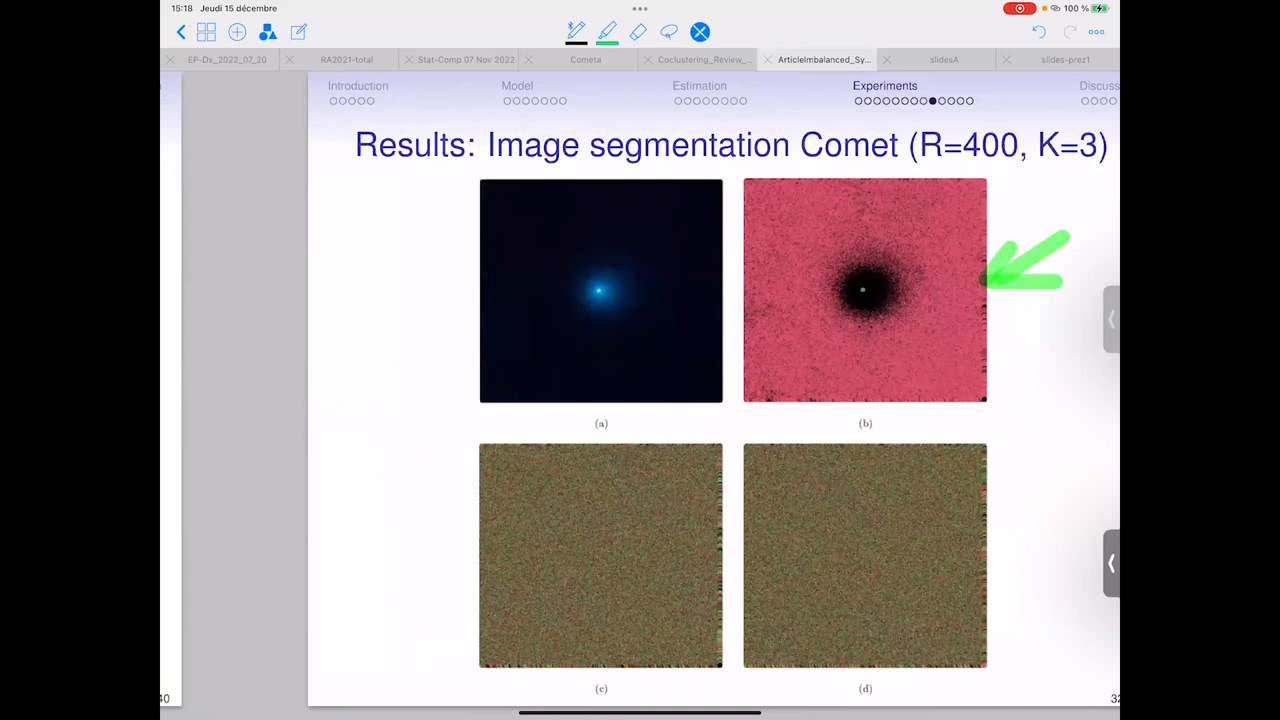 15:18 Jeudi 15 décembre
100 %
EP-Dx_2022_07_20
RA2021-total
Stat-Comp 07 Nov 2022
Cometa
Coclustering_Review_...
ArticleImbalanced_Sy...
slidesA
slides-prez1
Introduction
Model
Estimation
Experiments
Discuss
Results: Image segmentation Comet (R=400, K=3)
(a)
(b)
(c)
(d)
40
32